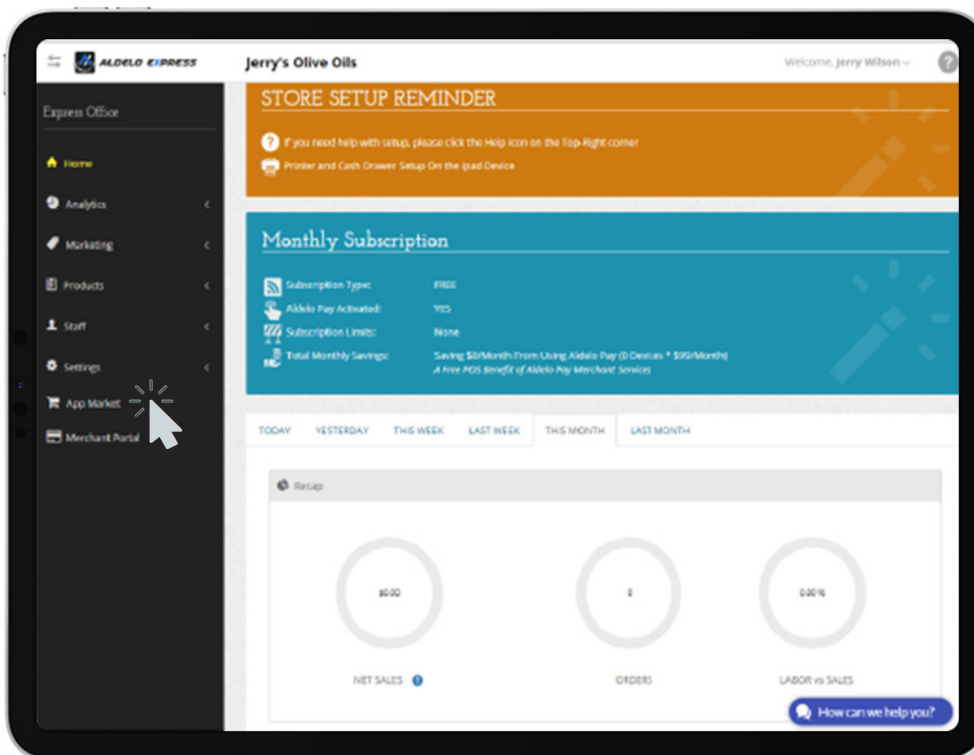 ALDELO EXPRESS
Jerry's Olive Oils
Welcome, Jerry Wilson
?
Express Office
Home
Analytics
Marketing
Products
Staff
Settings
App Market
Merchant Portal
STORE SETUP REMINDER
? If you need help with setup, please click the Help icon on the Top-Right corner
Printer and Cash Drawer Setup On the Ipad Device
Monthly Subscription
Subscription Type: FREE
Aldelo Pay Activated: YES
Subscription Limits: None
Total Monthly Savings: Saving $0/Month From Using Aldelo Pay (0 Devices * $99/Month)
A Free POS Benefit of Aldelo Pay Merchant Services
TODAY YESTERDAY THIS WEEK LAST WEEK THIS MONTH LAST MONTH
Recap
$0.00 0 0.00 %
NET SALES ? ORDERS LABOR vs SALES
How can we help you?